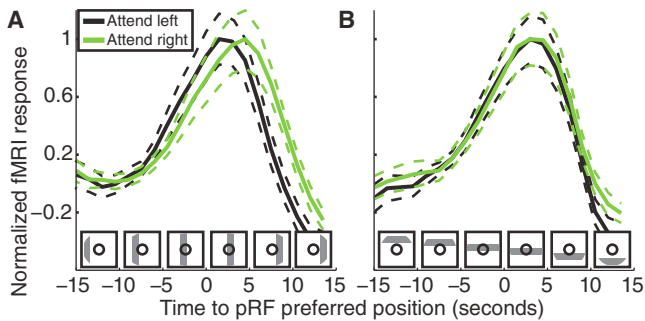 A
B
Attend left
Attend right
Normalized fMRI response
1
0.6
0.2
−0.2
−15 −10 −5 0 5 10 15
−15 −10 −5 0 5 10 15
Time to pRF preferred position (seconds)